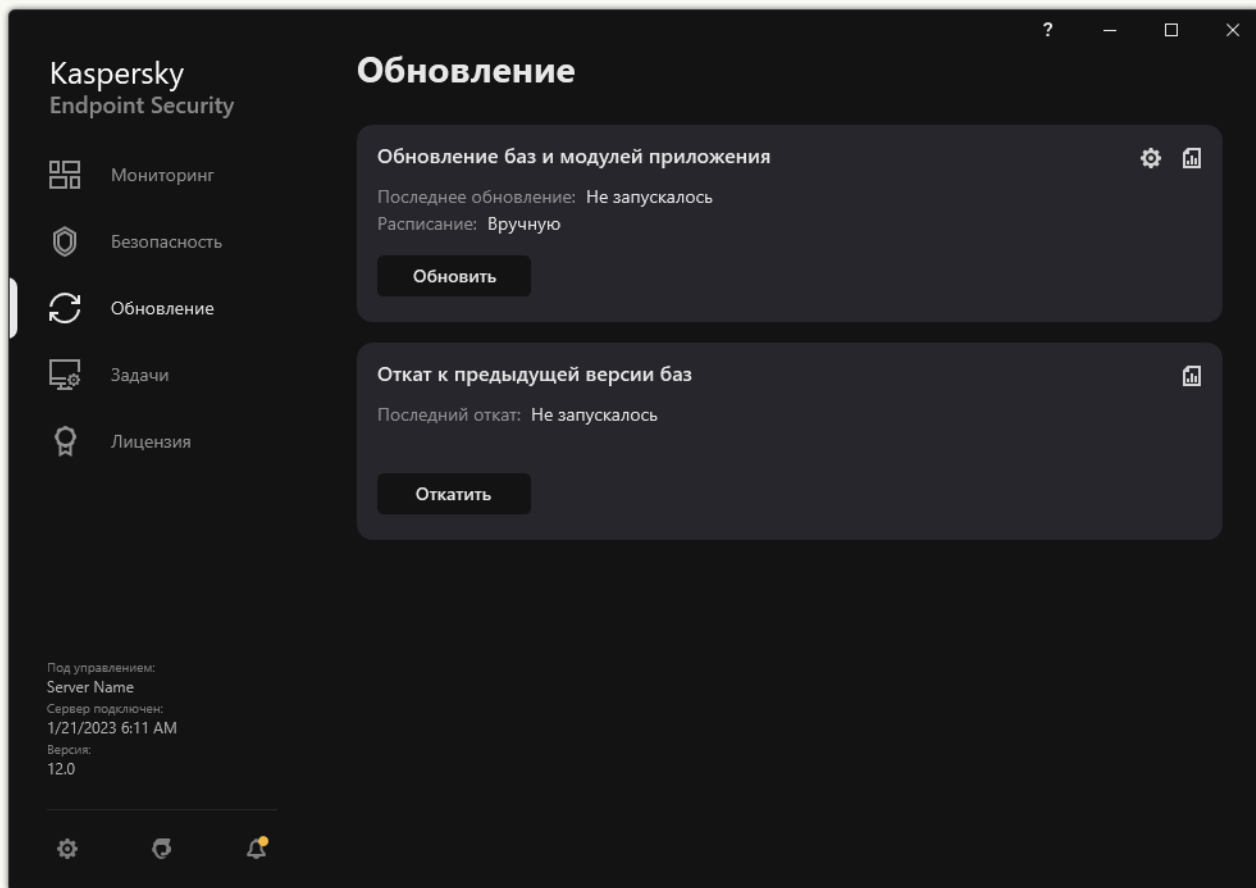 ?
Kaspersky
Endpoint Security
Мониторинг
Безопасность
Обновление
Задачи
Лицензия
Под управлением:
Server Name
Сервер подключен:
1/21/2023 6:11 AM
Версия:
12.0
Обновление
Обновление баз и модулей приложения
Последнее обновление: Не запускалось
Расписание: Вручную
Обновить
Откат к предыдущей версии баз
Последний откат: Не запускалось
Откатить